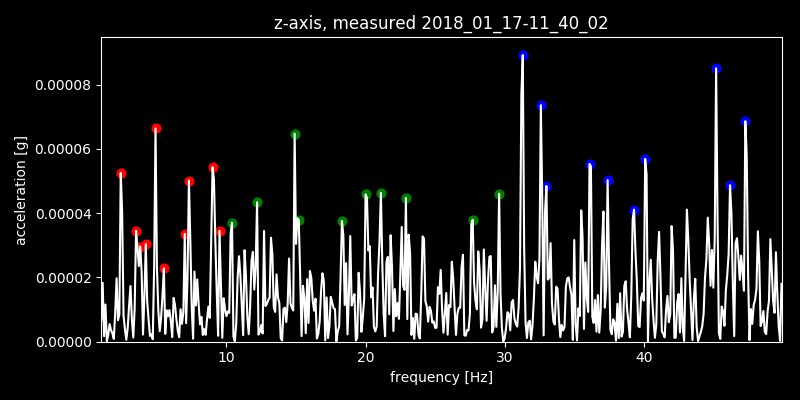 z-axis, measured 2018_01_17-11_40_02
0.00008
0.00006
0.00004
0.00002
0.00000
acceleration [g]
10 20 30 40
frequency [Hz]